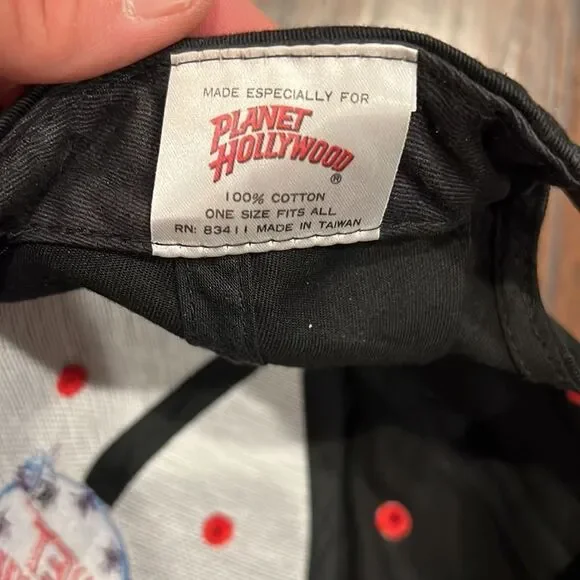 MADE ESPECIALLY FOR
PLANET
HOLLYWOOD®
100% COTTON
ONE SIZE FITS ALL
RN: 83411 MADE IN TAIWAN